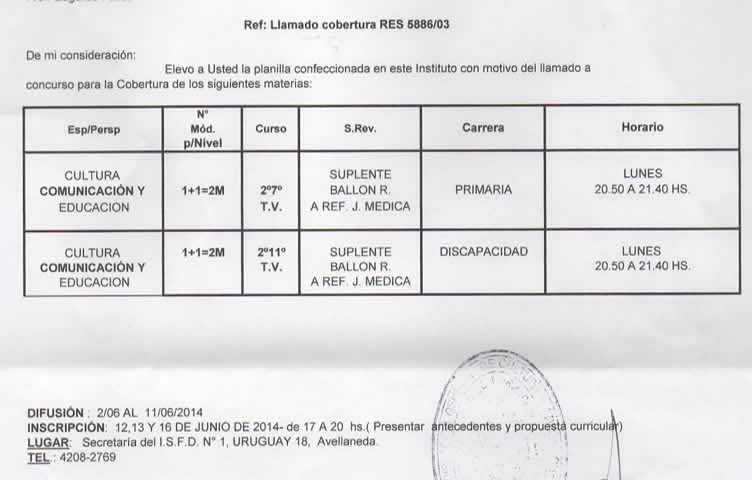 Ref: Llamado cobertura RES 5886/03
De mi consideración:
Elevo a Usted la planilla confeccionada en este Instituto con motivo del llamado a
concurso para la Cobertura de los siguientes materias:
Esp/Persp
N°
Mód.
p/Nivel
Curso
S.Rev.
Carrera
Horario
CULTURA
COMUNICACIÓN Y
EDUCACION
1+1=2M
2º7º
T.V.
SUPLENTE
BALLON R.
A REF. J. MEDICA
PRIMARIA
LUNES
20.50 A 21.40 HS.
CULTURA
COMUNICACIÓN Y
EDUCACION
1+1=2M
2º11º
T.V.
SUPLENTE
BALLON R.
A REF. J. MEDICA
DISCAPACIDAD
LUNES
20.50 A 21.40 HS.
DIFUSIÓN : 2/06 AL 11/06/2014
INSCRIPCIÓN: 12,13 Y 16 DE JUNIO DE 2014- de 17 A 20 hs.( Presentar antecedentes y propuesta curricular)
LUGAR: Secretaría del I.S.F.D. N° 1, URUGUAY 18, Avellaneda.
TEL.: 4208-2769